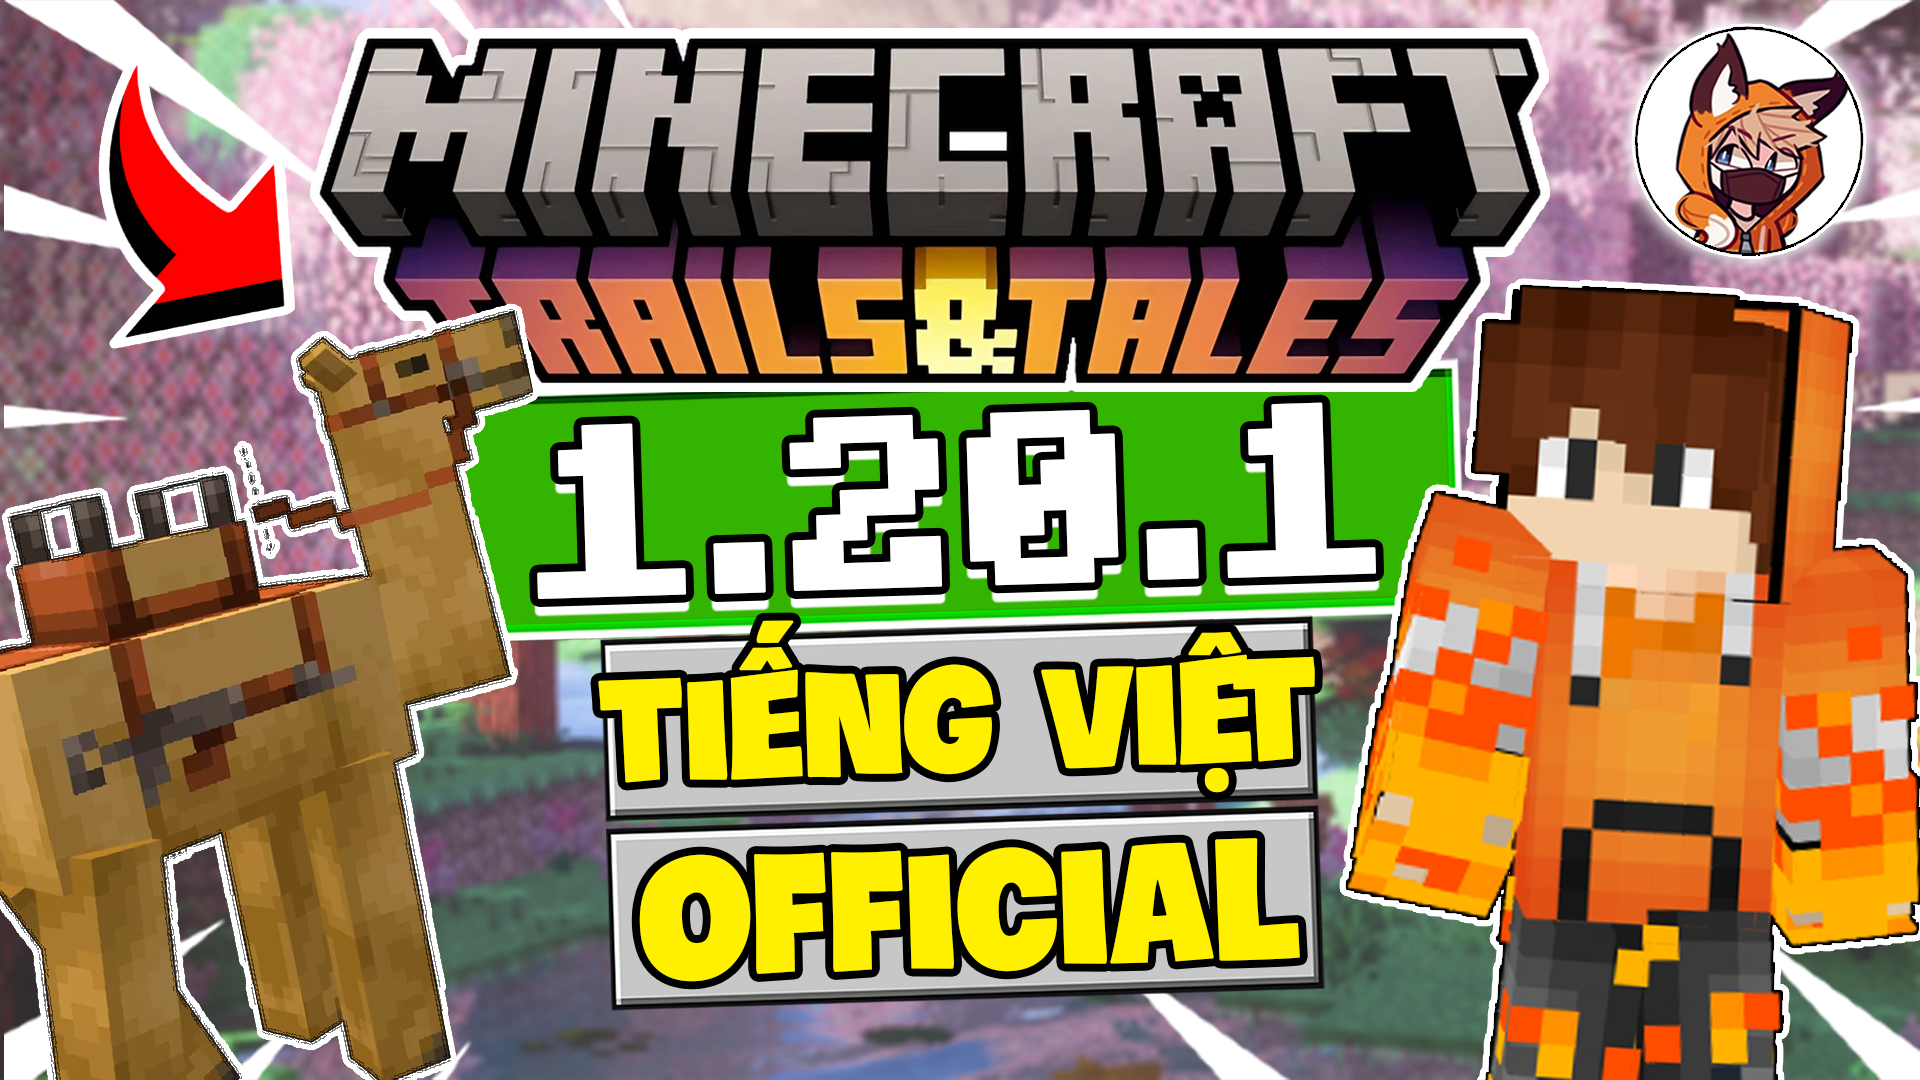 MINECRAFT
TRAILS & TALES
1.20.1
TIẾNG VIỆT
OFFICIAL